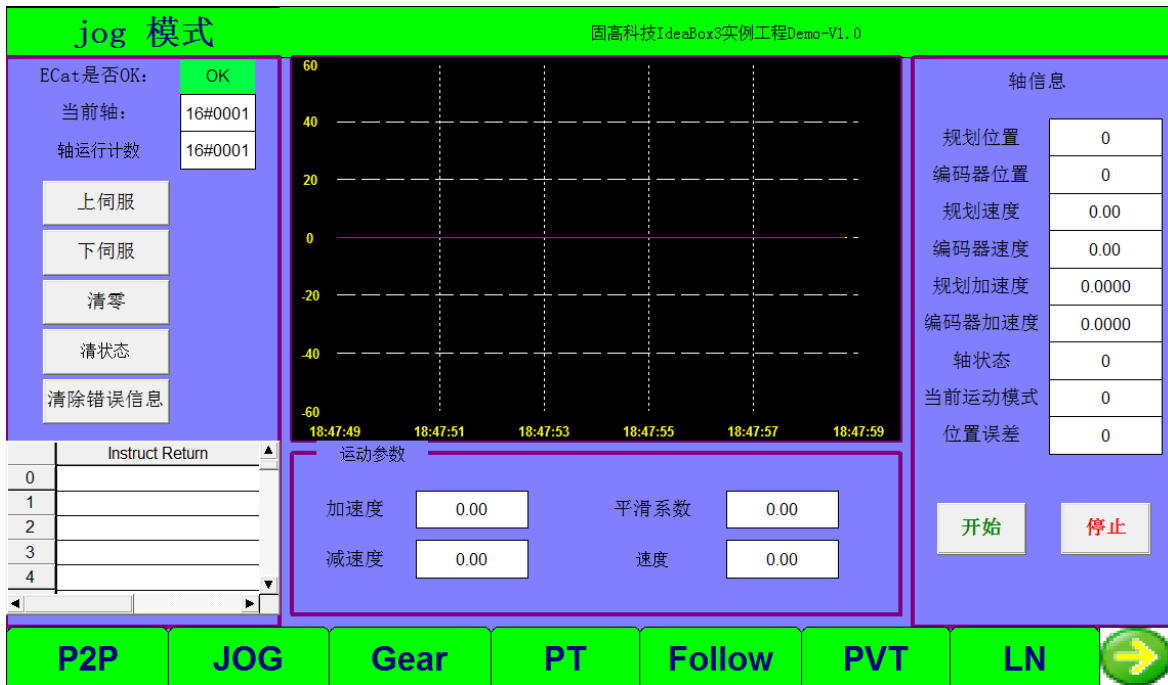 jog 模式
固高科技IdeaBox3实例工程Demo-V1.0
ECat是否OK: OK
当前轴: 16#0001
轴运行计数 16#0001
上伺服
下伺服
清零
清状态
清除错误信息
Instruct Return
0
1
2
3
4
60
40
20
0
-20
-40
-60
18:47:49 18:47:51 18:47:53 18:47:55 18:47:57 18:47:59
运动参数
加速度 0.00 平滑系数 0.00
减速度 0.00 速度 0.00
轴信息
规划位置 0
编码器位置 0
规划速度 0.00
编码器速度 0.00
规划加速度 0.0000
编码器加速度 0.0000
轴状态 0
当前运动模式 0
位置误差 0
开始 停止
P2P JOG Gear PT Follow PVT LN